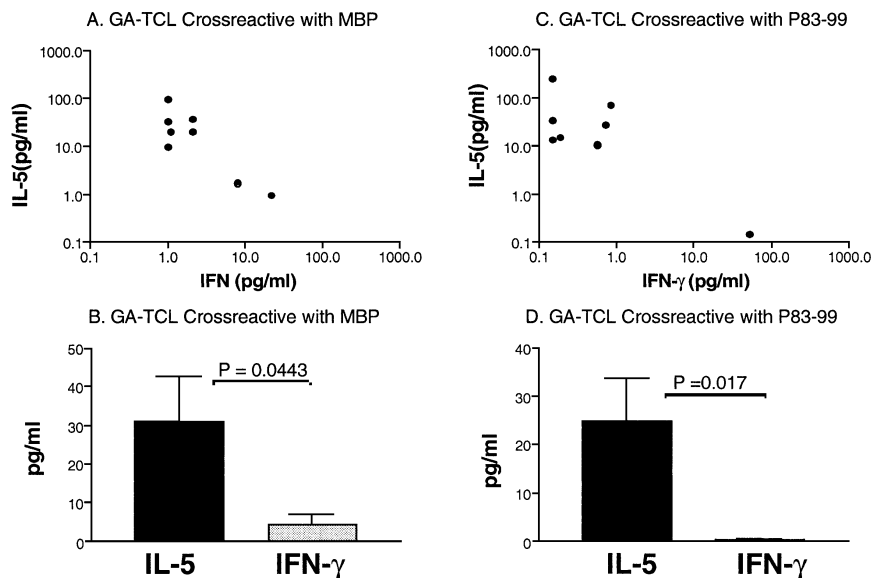 A. GA-TCL Crossreactive with MBP
1000.0
100.0
10.0
1.0
0.1
IL-5(pg/ml)
0.1 1.0 10.0 100.0 1000.0
IFN (pg/ml)
C. GA-TCL Crossreactive with P83-99
1000.0
100.0
10.0
1.0
0.1
IL-5(pg/ml)
0.1 1.0 10.0 100.0 1000.0
IFN-γ (pg/ml)
B. GA-TCL Crossreactive with MBP
50
40
30
20
10
0
pg/ml
P = 0.0443
IL-5 IFN-γ
D. GA-TCL Crossreactive with P83-99
40
30
20
10
0
pg/ml
P =0.017
IL-5 IFN-γ